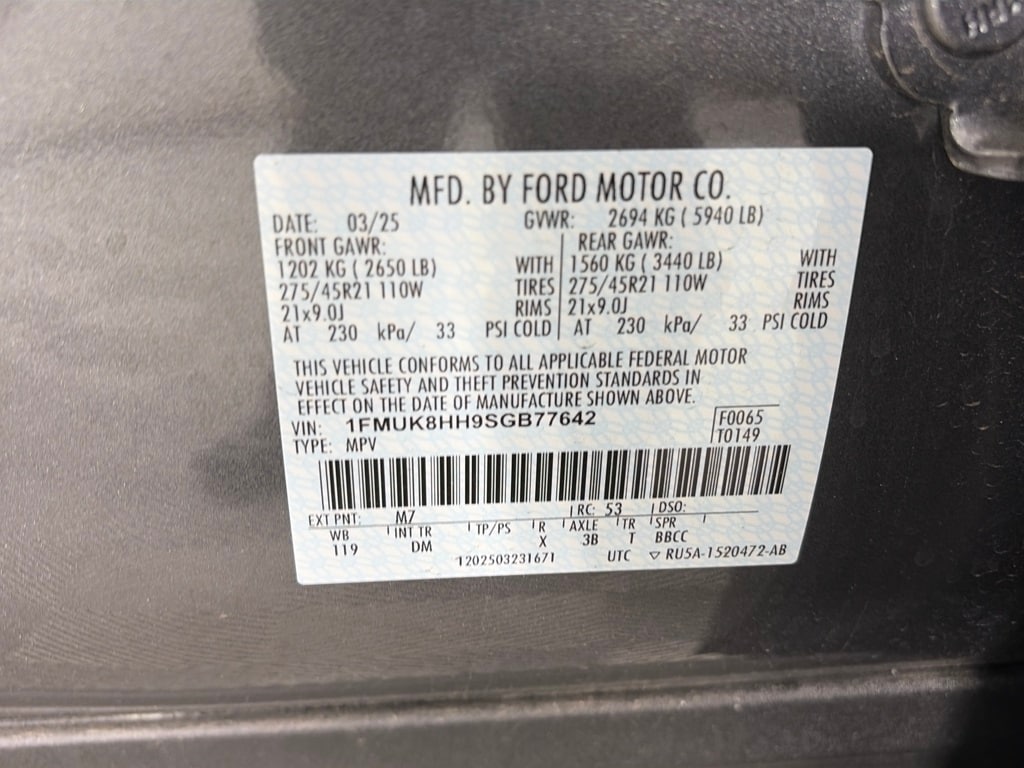 MFD. BY FORD MOTOR CO.
DATE: 03/25 GVWR: 2694 KG ( 5940 LB)
FRONT GAWR: REAR GAWR:
1202 KG ( 2650 LB) WITH 1560 KG ( 3440 LB) WITH
275/45R21 110W TIRES 275/45R21 110W TIRES
21x9.0J RIMS 21x9.0J RIMS
AT 230 kPa/ 33 PSI COLD AT 230 kPa/ 33 PSI COLD
THIS VEHICLE CONFORMS TO ALL APPLICABLE FEDERAL MOTOR
VEHICLE SAFETY AND THEFT PREVENTION STANDARDS IN
EFFECT ON THE DATE OF MANUFACTURE SHOWN ABOVE.
VIN: 1FMUK8HH9SGB77642 F0065
TYPE: MPV T0149
EXT PNT: M7 RC: 53 DSO:
WB INT TR TP/PS R AXLE TR SPR
119 DM X 3B T BBCC
1202503231671 UTC ▽ RU5A-1520472-AB